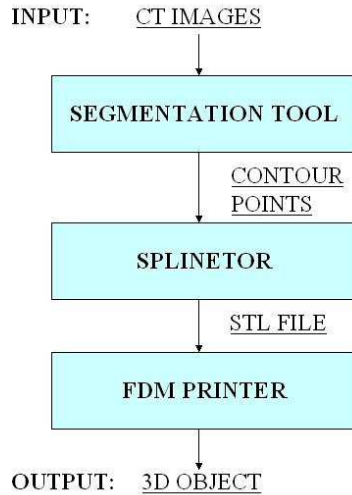 INPUT: CT IMAGES
SEGMENTATION TOOL
CONTOUR
POINTS
SPLINETOR
STL FILE
FDM PRINTER
OUTPUT: 3D OBJECT